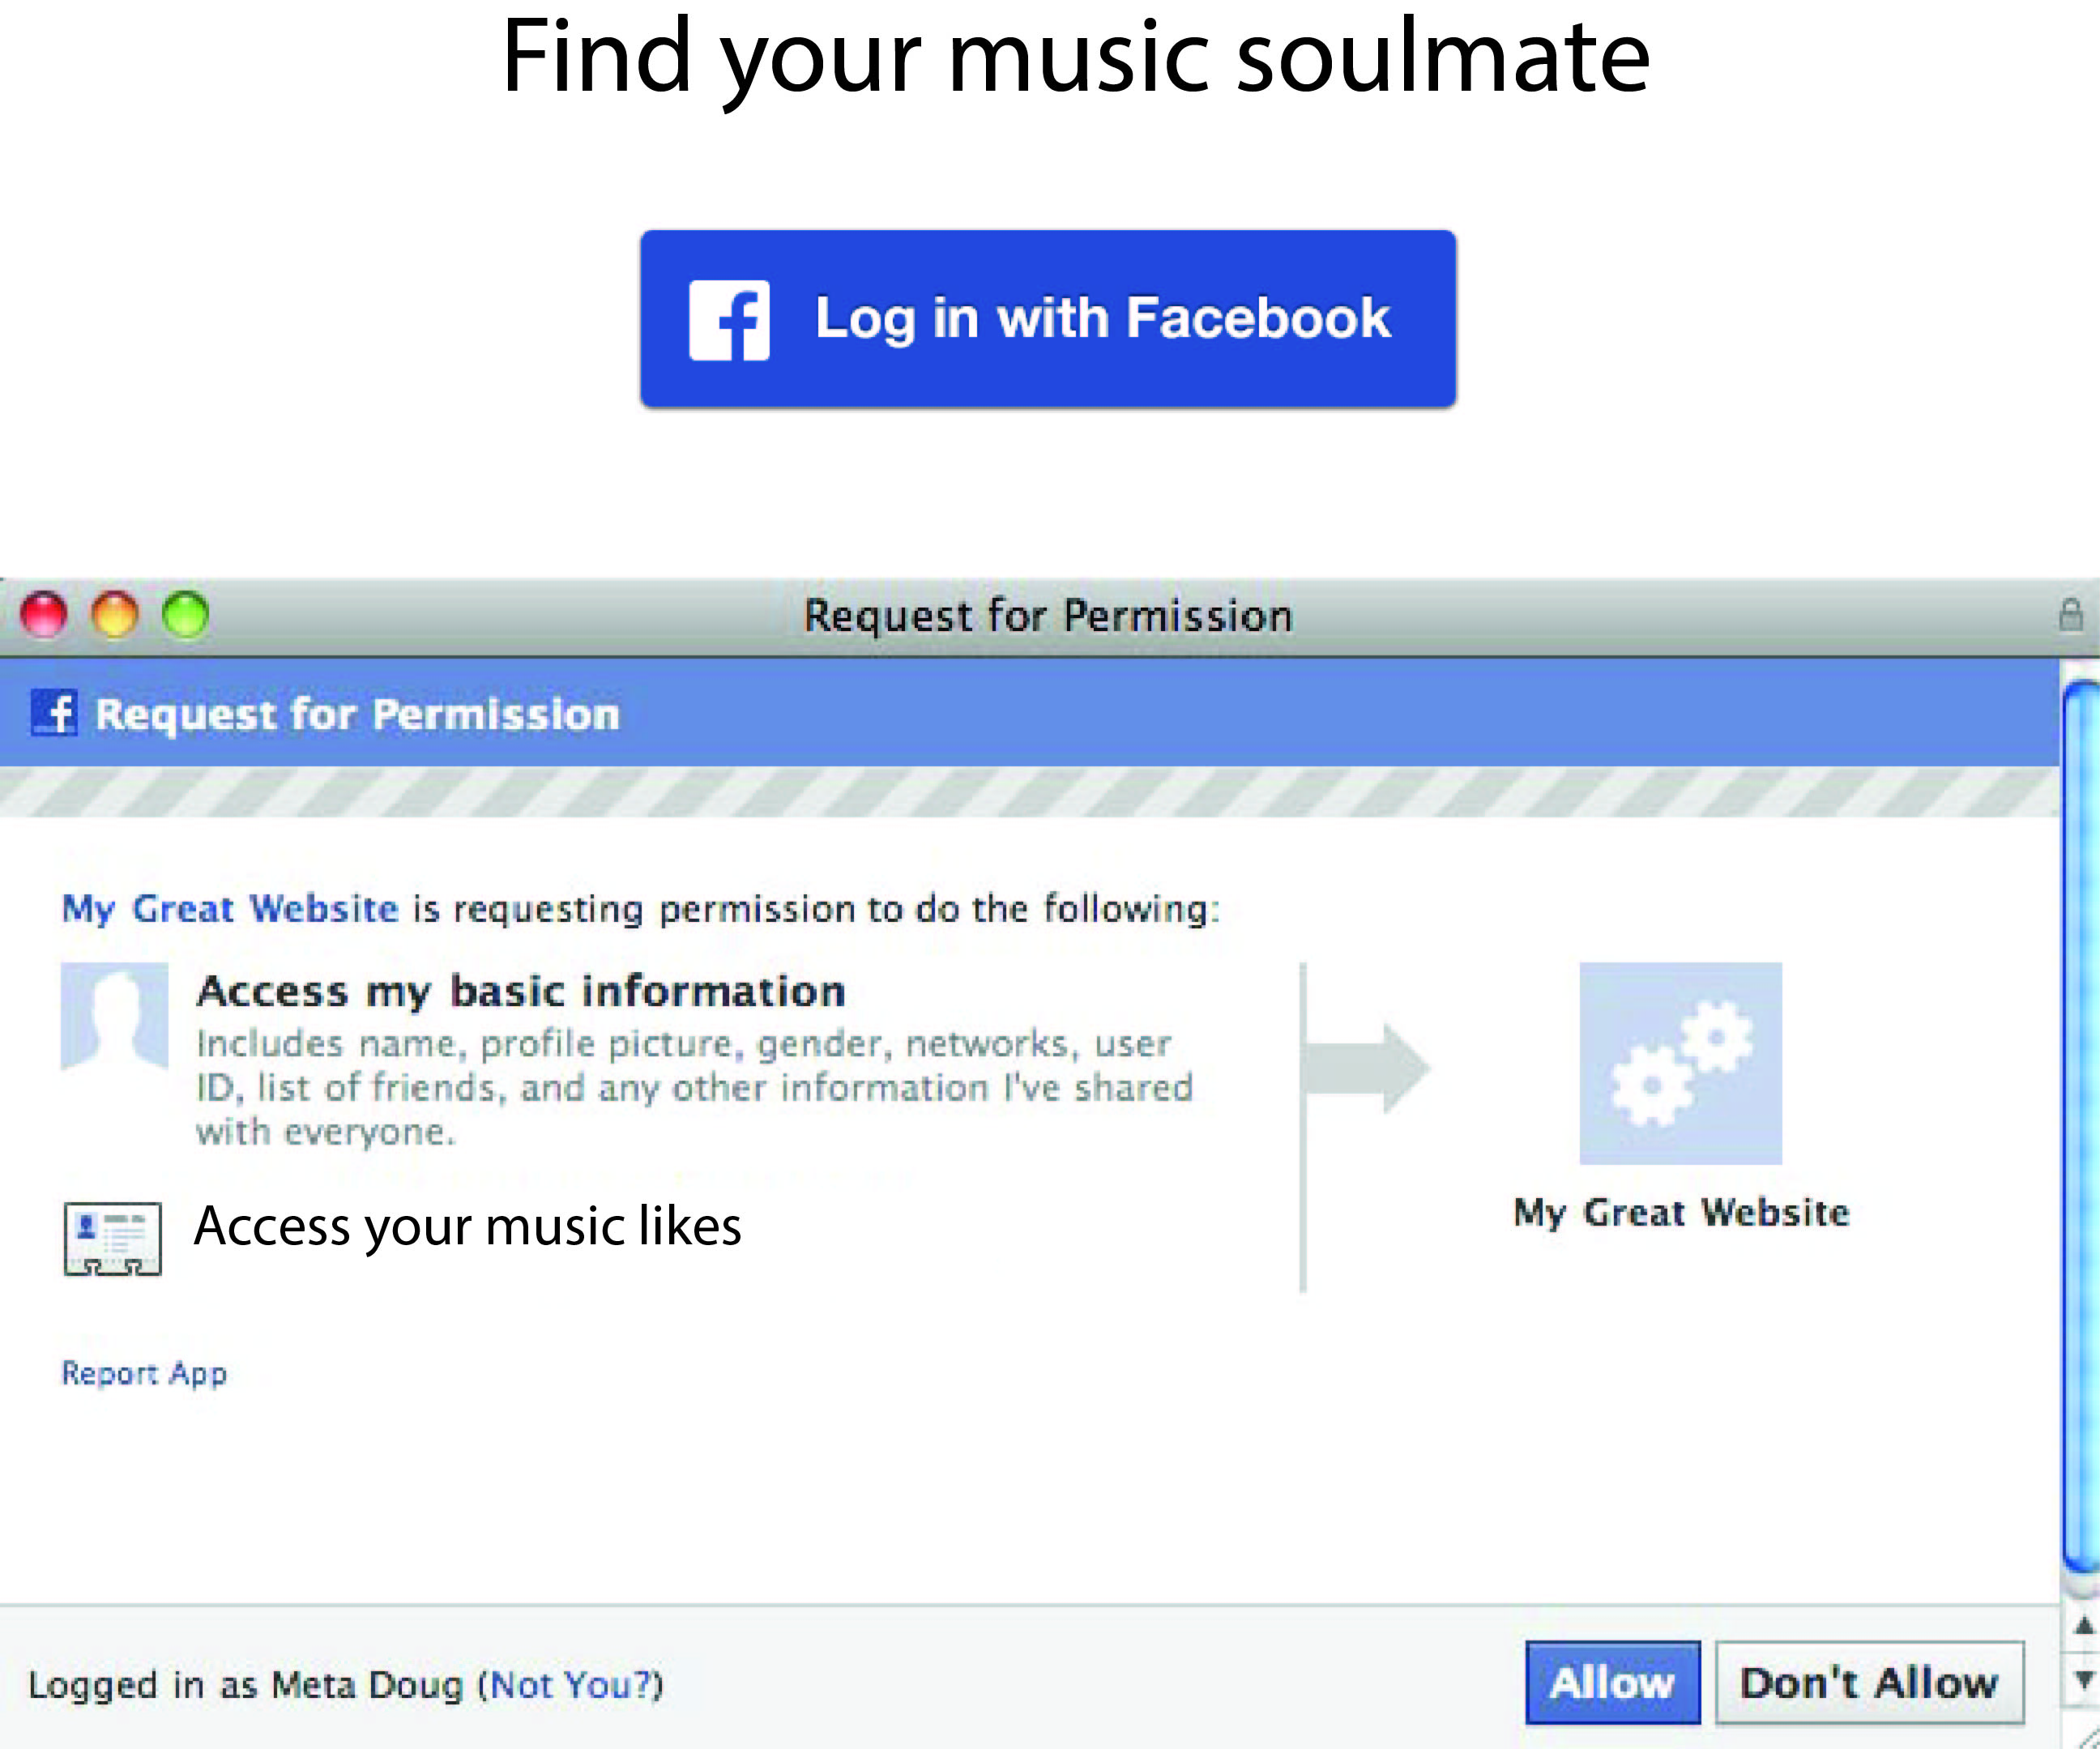 Find your music soulmate
Log in with Facebook
Request for Permission
Request for Permission
My Great Website is requesting permission to do the following:
Access my basic information
Includes name, profile picture, gender, networks, user
ID, list of friends, and any other information I've shared
with everyone.
Access your music likes
My Great Website
Report App
Logged in as Meta Doug (Not You?)
Allow
Don't Allow